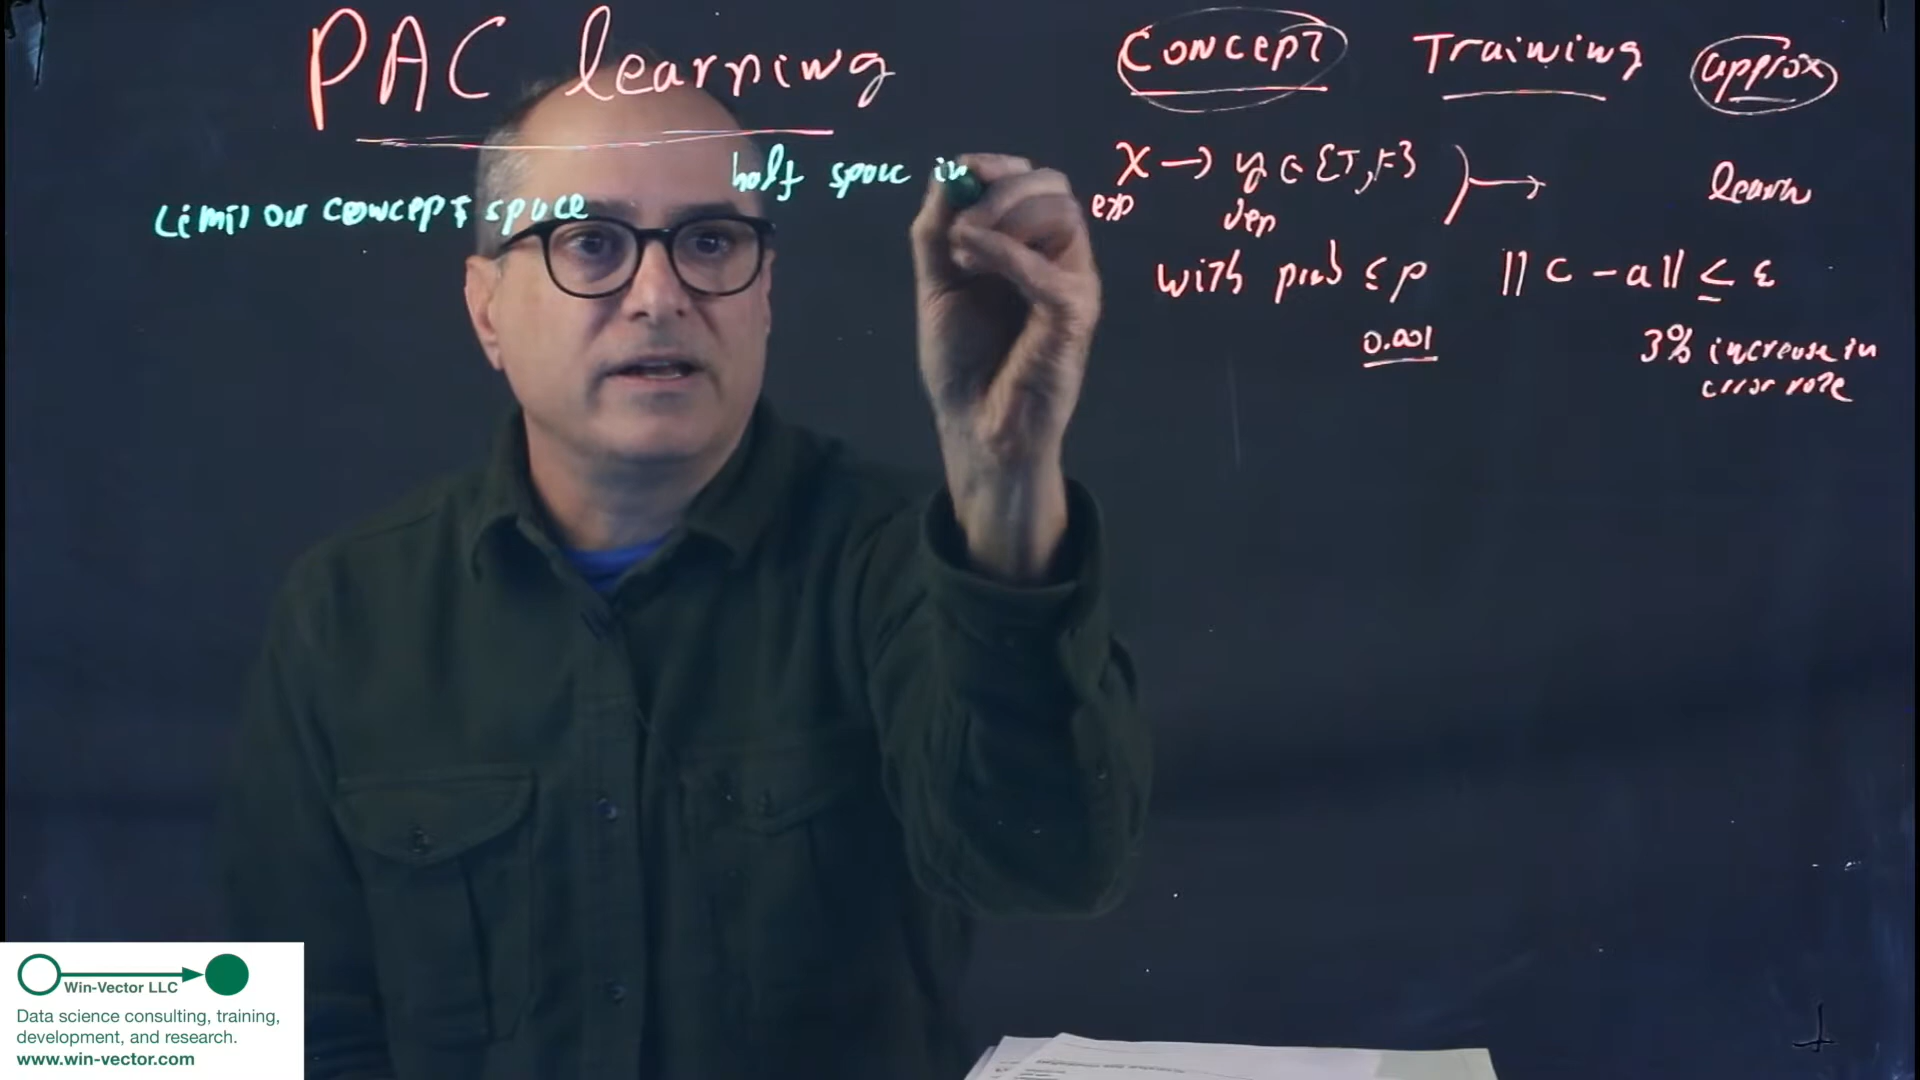 PAC learning
Concept Training approx
half space in
Limit our concept space
x → y ∈ {T, F} → learn
exp dep
with prob ≤ p || c - a || ≤ ε
0.001
3% increase in
error rate
Win-Vector LLC
Data science consulting, training,
development, and research.
www.win-vector.com